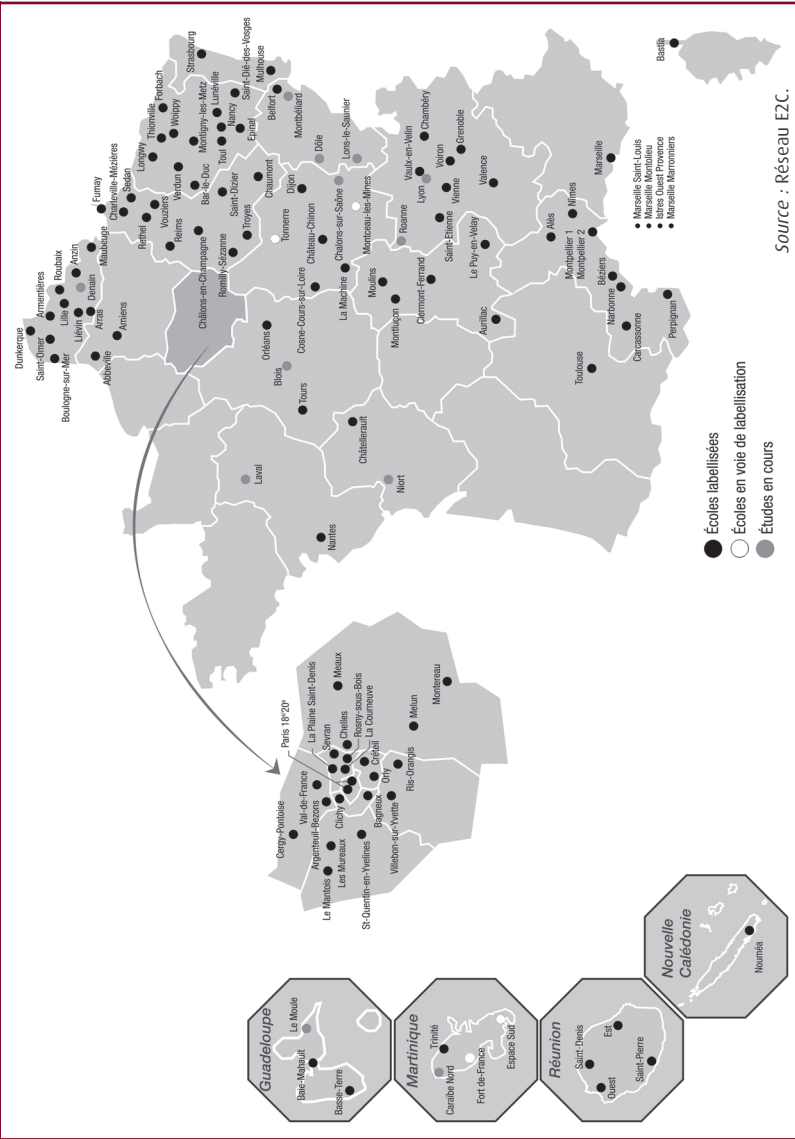 Dunkerque
Saint-Omer
Boulogne-sur-Mer
Armentières
Roubaix
Lille
Liévin
Anzin
Denain
Arras
Maubeuge
Abbeville
Amiens
Fumay
Charleville-Mézières
Sedan
Rethel
Vouziers
Reims
Châlons-en-Champagne
Romilly-Sézanne
Troyes
Longwy
Thionville
Forbach
Woippy
Verdun
Montigny-les-Metz
Bar-le-Duc
Lunéville
Nancy
Toul
Epinal
Saint-Dié-des-Vosges
Saint-Dizier
Chaumont
Strasbourg
Mulhouse
Belfort
Montbéliard
Dijon
Dôle
Lons-le-Saunier
Tonnerre
Château-Chinon
Chalons-sur-Saône
Montceau-les-Mines
Cosne-Cours-sur-Loire
La Machine
Orléans
Blois
Tours
Laval
Nantes
Châtellerault
Niort
Moulins
Montluçon
Clermont-Ferrand
Aurillac
Le Puy-en-Velay
Roanne
Lyon
Vaulx-en-Velin
Chambéry
Voiron
Grenoble
Vienne
Saint-Etienne
Valence
Alès
Nîmes
Montpellier 1
Montpellier 2
Béziers
Narbonne
Carcassonne
Perpignan
Toulouse
Marseille
• Marseille Saint-Louis
• Marseille Montolieu
• Istres Ouest Provence
• Marseille Marronniers
Bastia
Cergy-Pontoise
Val-de-France
Argenteuil-Bezons
Le Mantois
Les Mureaux
Clichy
St-Quentin-en-Yvelines
Paris 18e20e
La Plaine Saint-Denis
Sevran
Meaux
Chelles
Rosny-sous-Bois
La Courneuve
Créteil
Orly
Bagneux
Villebon-sur-Yvette
Ris-Orangis
Melun
Montereau
Guadeloupe
Le Moule
Baie-Mahault
Basse-Terre
Martinique
Trinité
Caraïbe Nord
Fort de-France
Espace Sud
Réunion
Saint-Denis
Est
Ouest
Saint-Pierre
Nouvelle
Calédonie
Nouméa
Écoles labellisées
Écoles en voie de labellisation
Études en cours
Source : Réseau E2C.